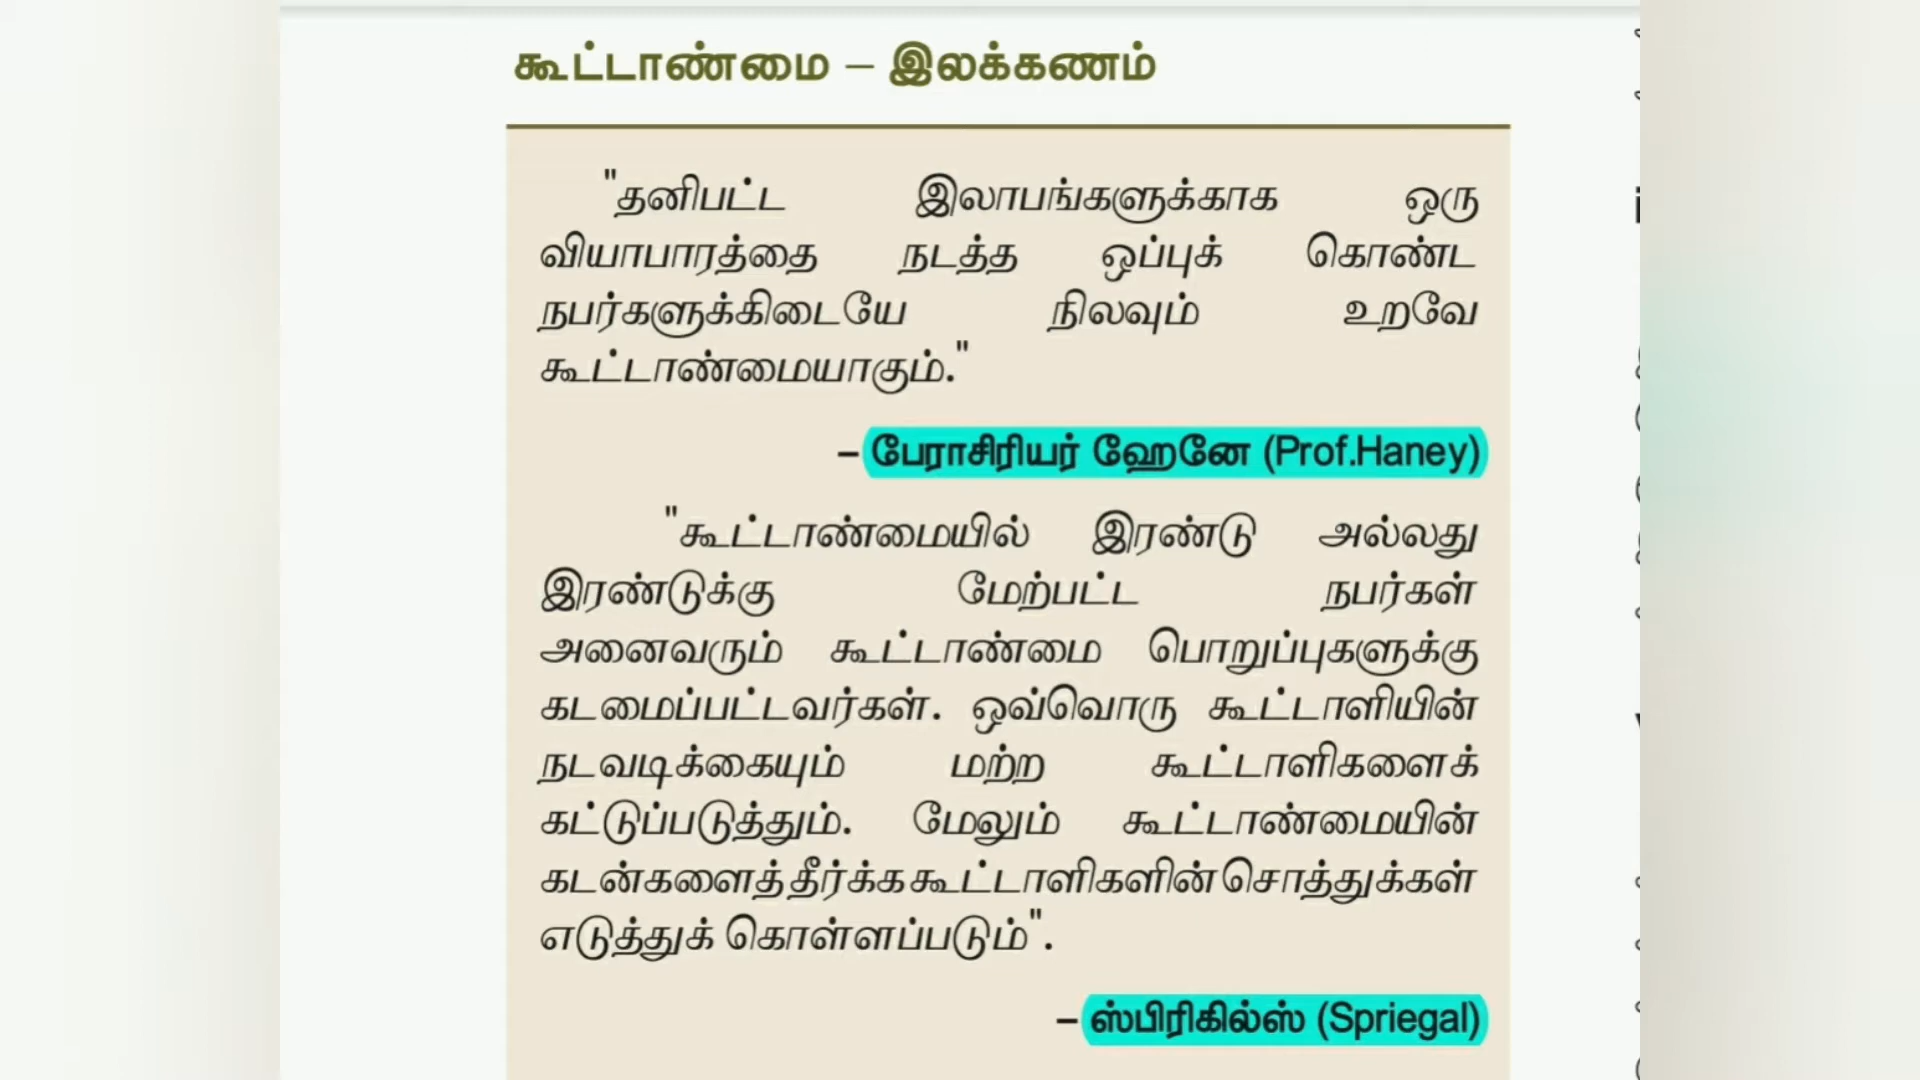 கூட்டாண்மை – இலக்கணம்
"தனிபட்ட இலாபங்களுக்காக ஒரு
வியாபாரத்தை நடத்த ஒப்புக் கொண்ட
நபர்களுக்கிடையே நிலவும் உறவே
கூட்டாண்மையாகும்."
– பேராசிரியர் ஹேனே (Prof.Haney)
"கூட்டாண்மையில் இரண்டு அல்லது
இரண்டுக்கு மேற்பட்ட நபர்கள்
அனைவரும் கூட்டாண்மை பொறுப்புகளுக்கு
கடமைப்பட்டவர்கள். ஒவ்வொரு கூட்டாளியின்
நடவடிக்கையும் மற்ற கூட்டாளிகளைக்
கட்டுப்படுத்தும். மேலும் கூட்டாண்மையின்
கடன்களைத் தீர்க்க கூட்டாளிகளின் சொத்துக்கள்
எடுத்துக் கொள்ளப்படும்".
– ஸ்பிரிகில்ஸ் (Spriegal)